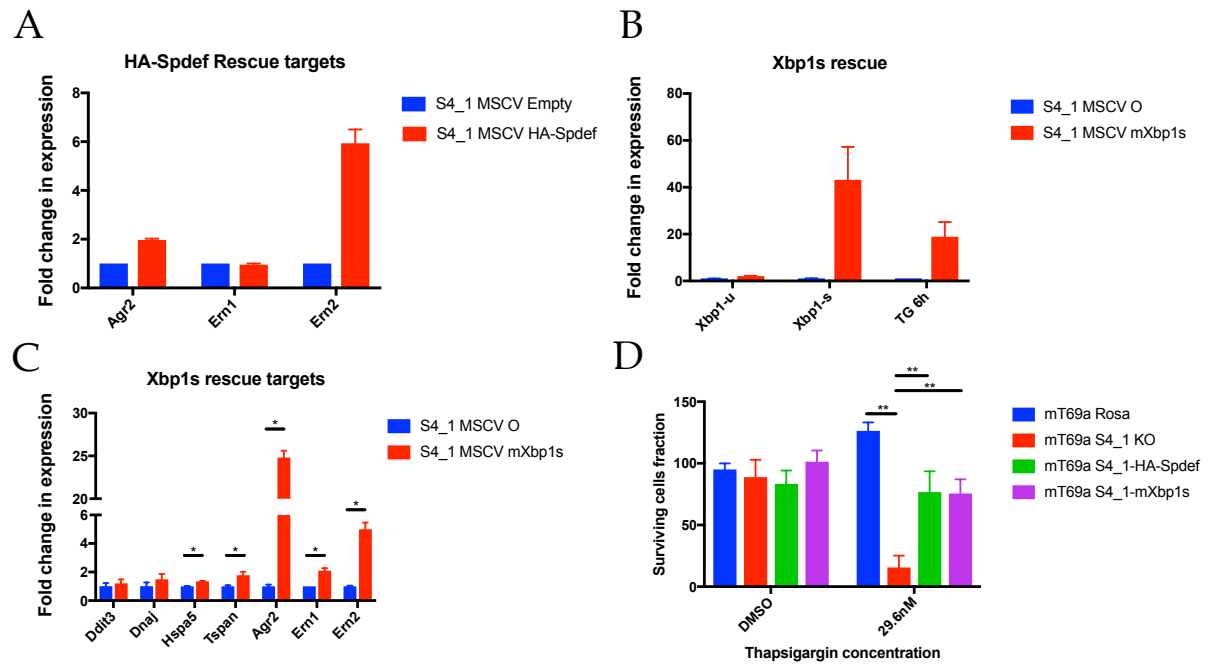 A
HA-Spdef Rescue targets
Fold change in expression
8
6
4
2
0
Agr2
Ern1
Ern2
S4_1 MSCV Empty
S4_1 MSCV HA-Spdef
B
Xbp1s rescue
Fold change in expression
80
60
40
20
0
Xbp1-u
Xbp1-s
TG 6h
S4_1 MSCV O
S4_1 MSCV mXbp1s
C
Xbp1s rescue targets
Fold change in expression
30
25
20
15
10
6
4
2
0
* * * * *
Ddit3
Dnaj
Hspa5
Tspan
Agr2
Ern1
Ern2
S4_1 MSCV O
S4_1 MSCV mXbp1s
D
Surviving cells fraction
150
100
50
0
**
**
**
DMSO
29.6nM
Thapsigargin concentration
mT69a Rosa
mT69a S4_1 KO
mT69a S4_1-HA-Spdef
mT69a S4_1-mXbp1s